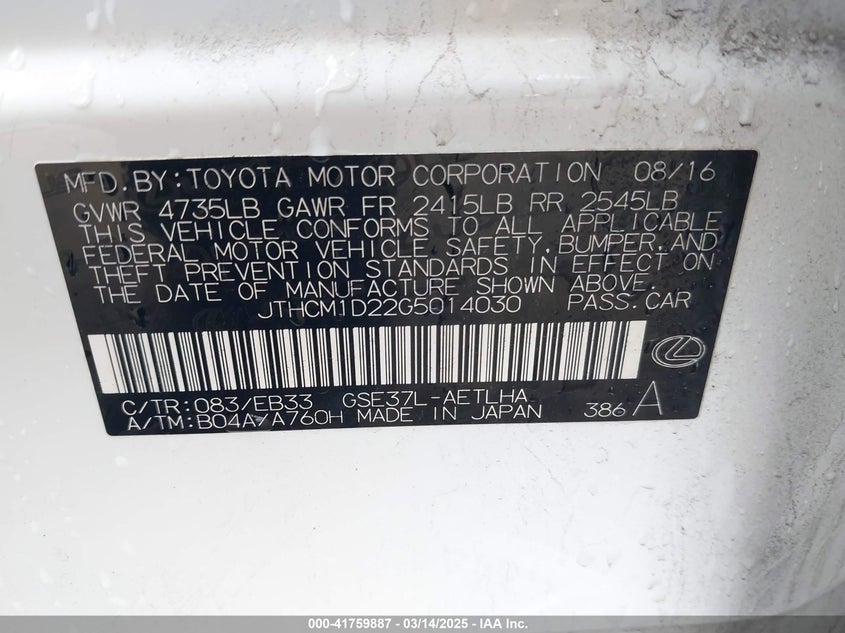 MFD. BY: TOYOTA MOTOR CORPORATION 08/16
GVWR 4735LB GAWR FR 2415LB RR 2545LB
THIS VEHICLE CONFORMS TO ALL APPLICABLE
FEDERAL MOTOR VEHICLE SAFETY, BUMPER, AND
THEFT PREVENTION STANDARDS IN EFFECT ON
THE DATE OF MANUFACTURE SHOWN ABOVE.
JTHCM1D22G5014030 PASS.CAR
C/TR: 083/EB33 GSE37L-AETLHA
A/TM: B04A/A760H MADE IN JAPAN 386 A
000-41759887 - 03/14/2025 - IAA Inc.